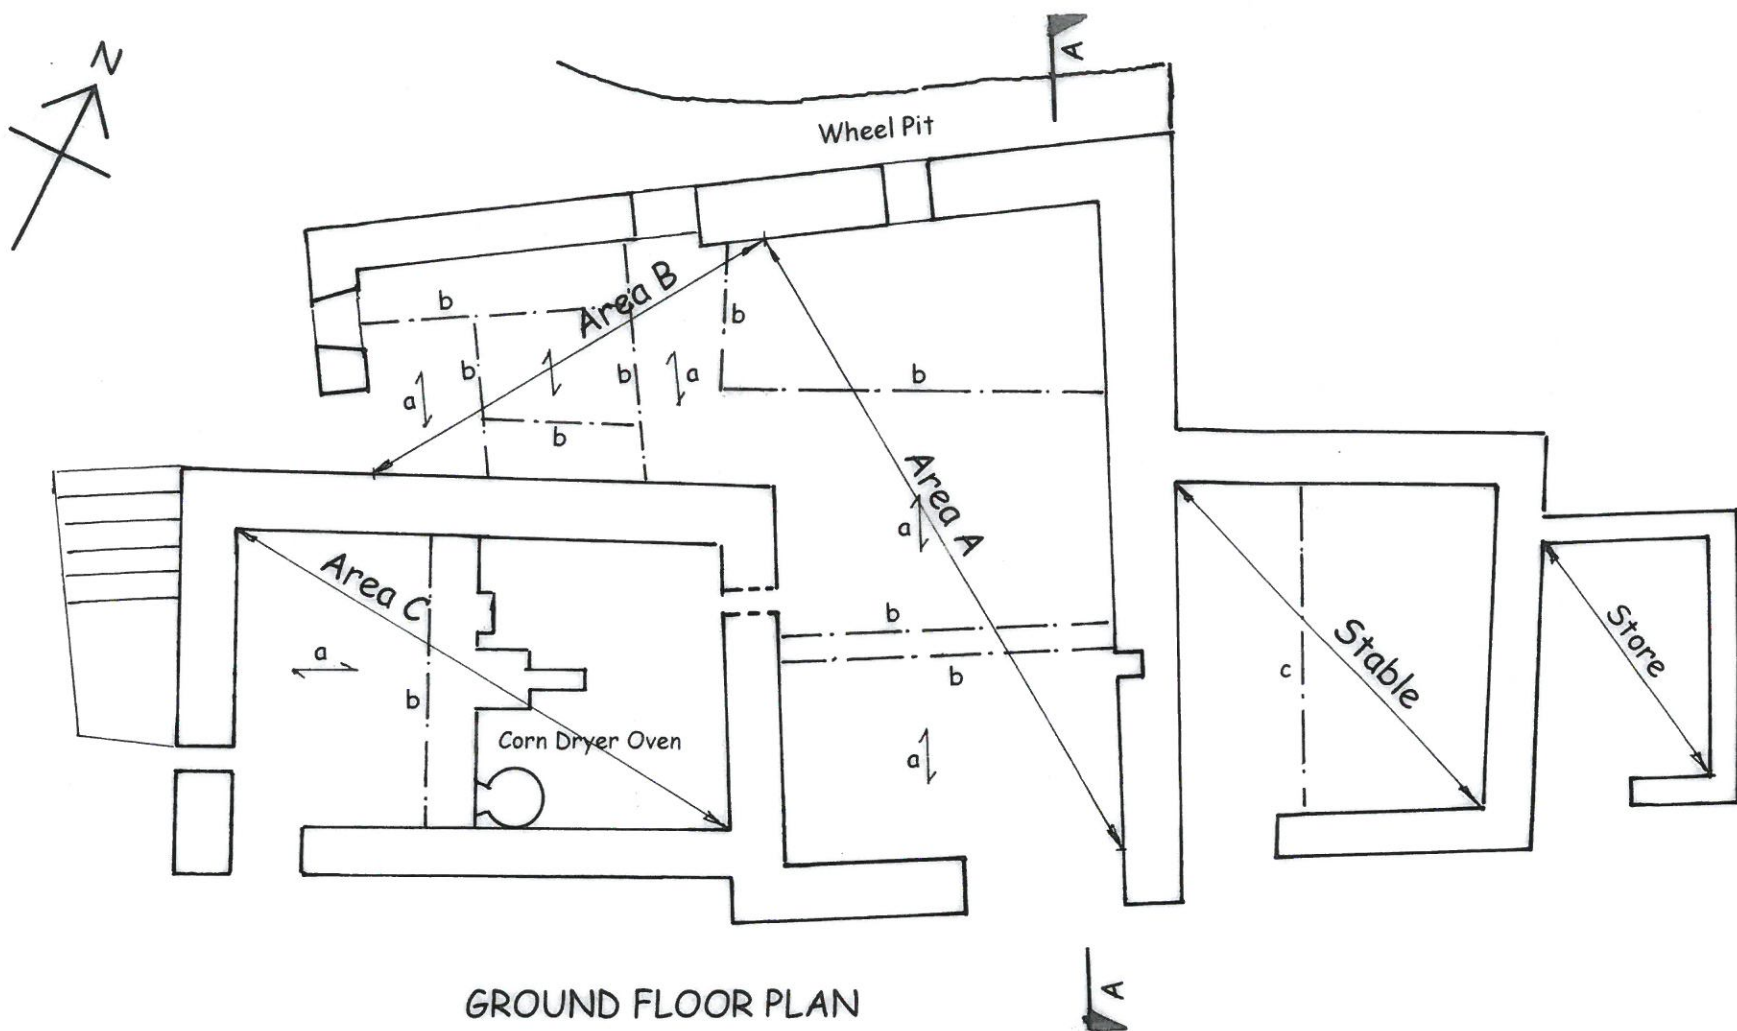 N
A
Wheel Pit
Area B
b
b
b
b
a
b
a
b
b
Area A
a
Area C
b
b
a
b
c
Stable
Store
Corn Dryer Oven
a
GROUND FLOOR PLAN
A